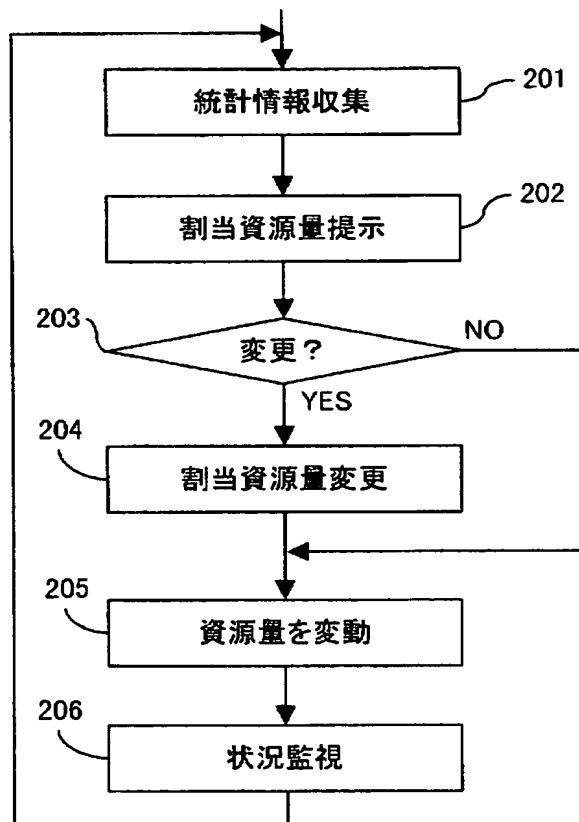 統計情報収集
201
割当資源量提示
202
203
変更？
NO
YES
204
割当資源量変更
205
資源量を変動
206
状況監視